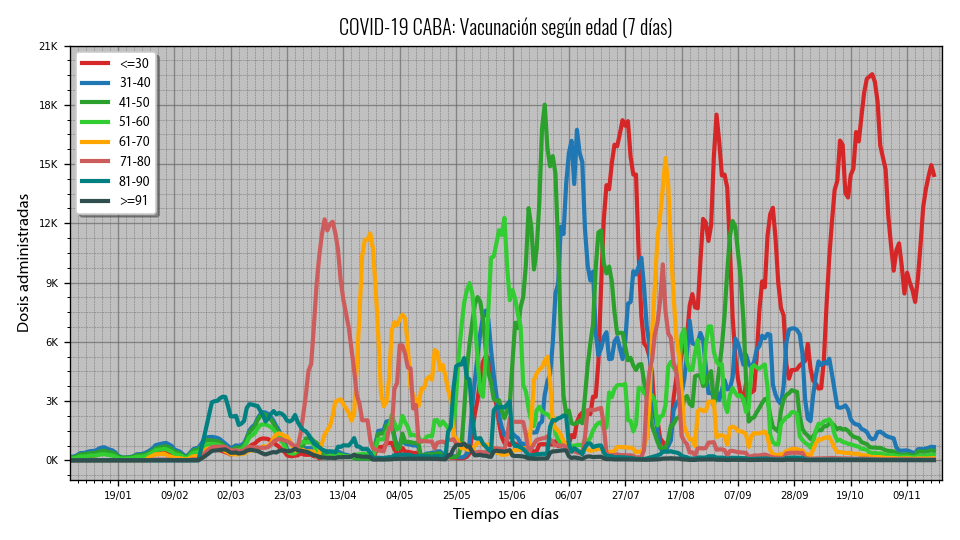 COVID-19 CABA: Vacunación según edad (7 días)
21K
18K
15K
12K
9K
6K
3K
0K
Dosis administradas
<=30
31-40
41-50
51-60
61-70
71-80
81-90
>=91
19/01 09/02 02/03 23/03 13/04 04/05 25/05 15/06 06/07 27/07 17/08 07/09 28/09 19/10 09/11
Tiempo en días